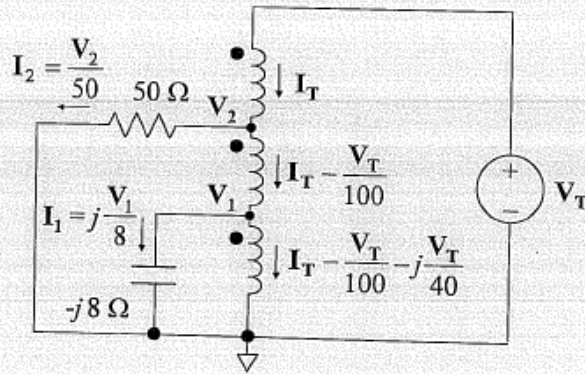 I₂ = V₂/50
50 Ω
V₂
I_T
I_T − V_T/100
V₁
I₁ = j V₁/8
-j8 Ω
I_T − V_T/100 − j V_T/40
+
−
V_T